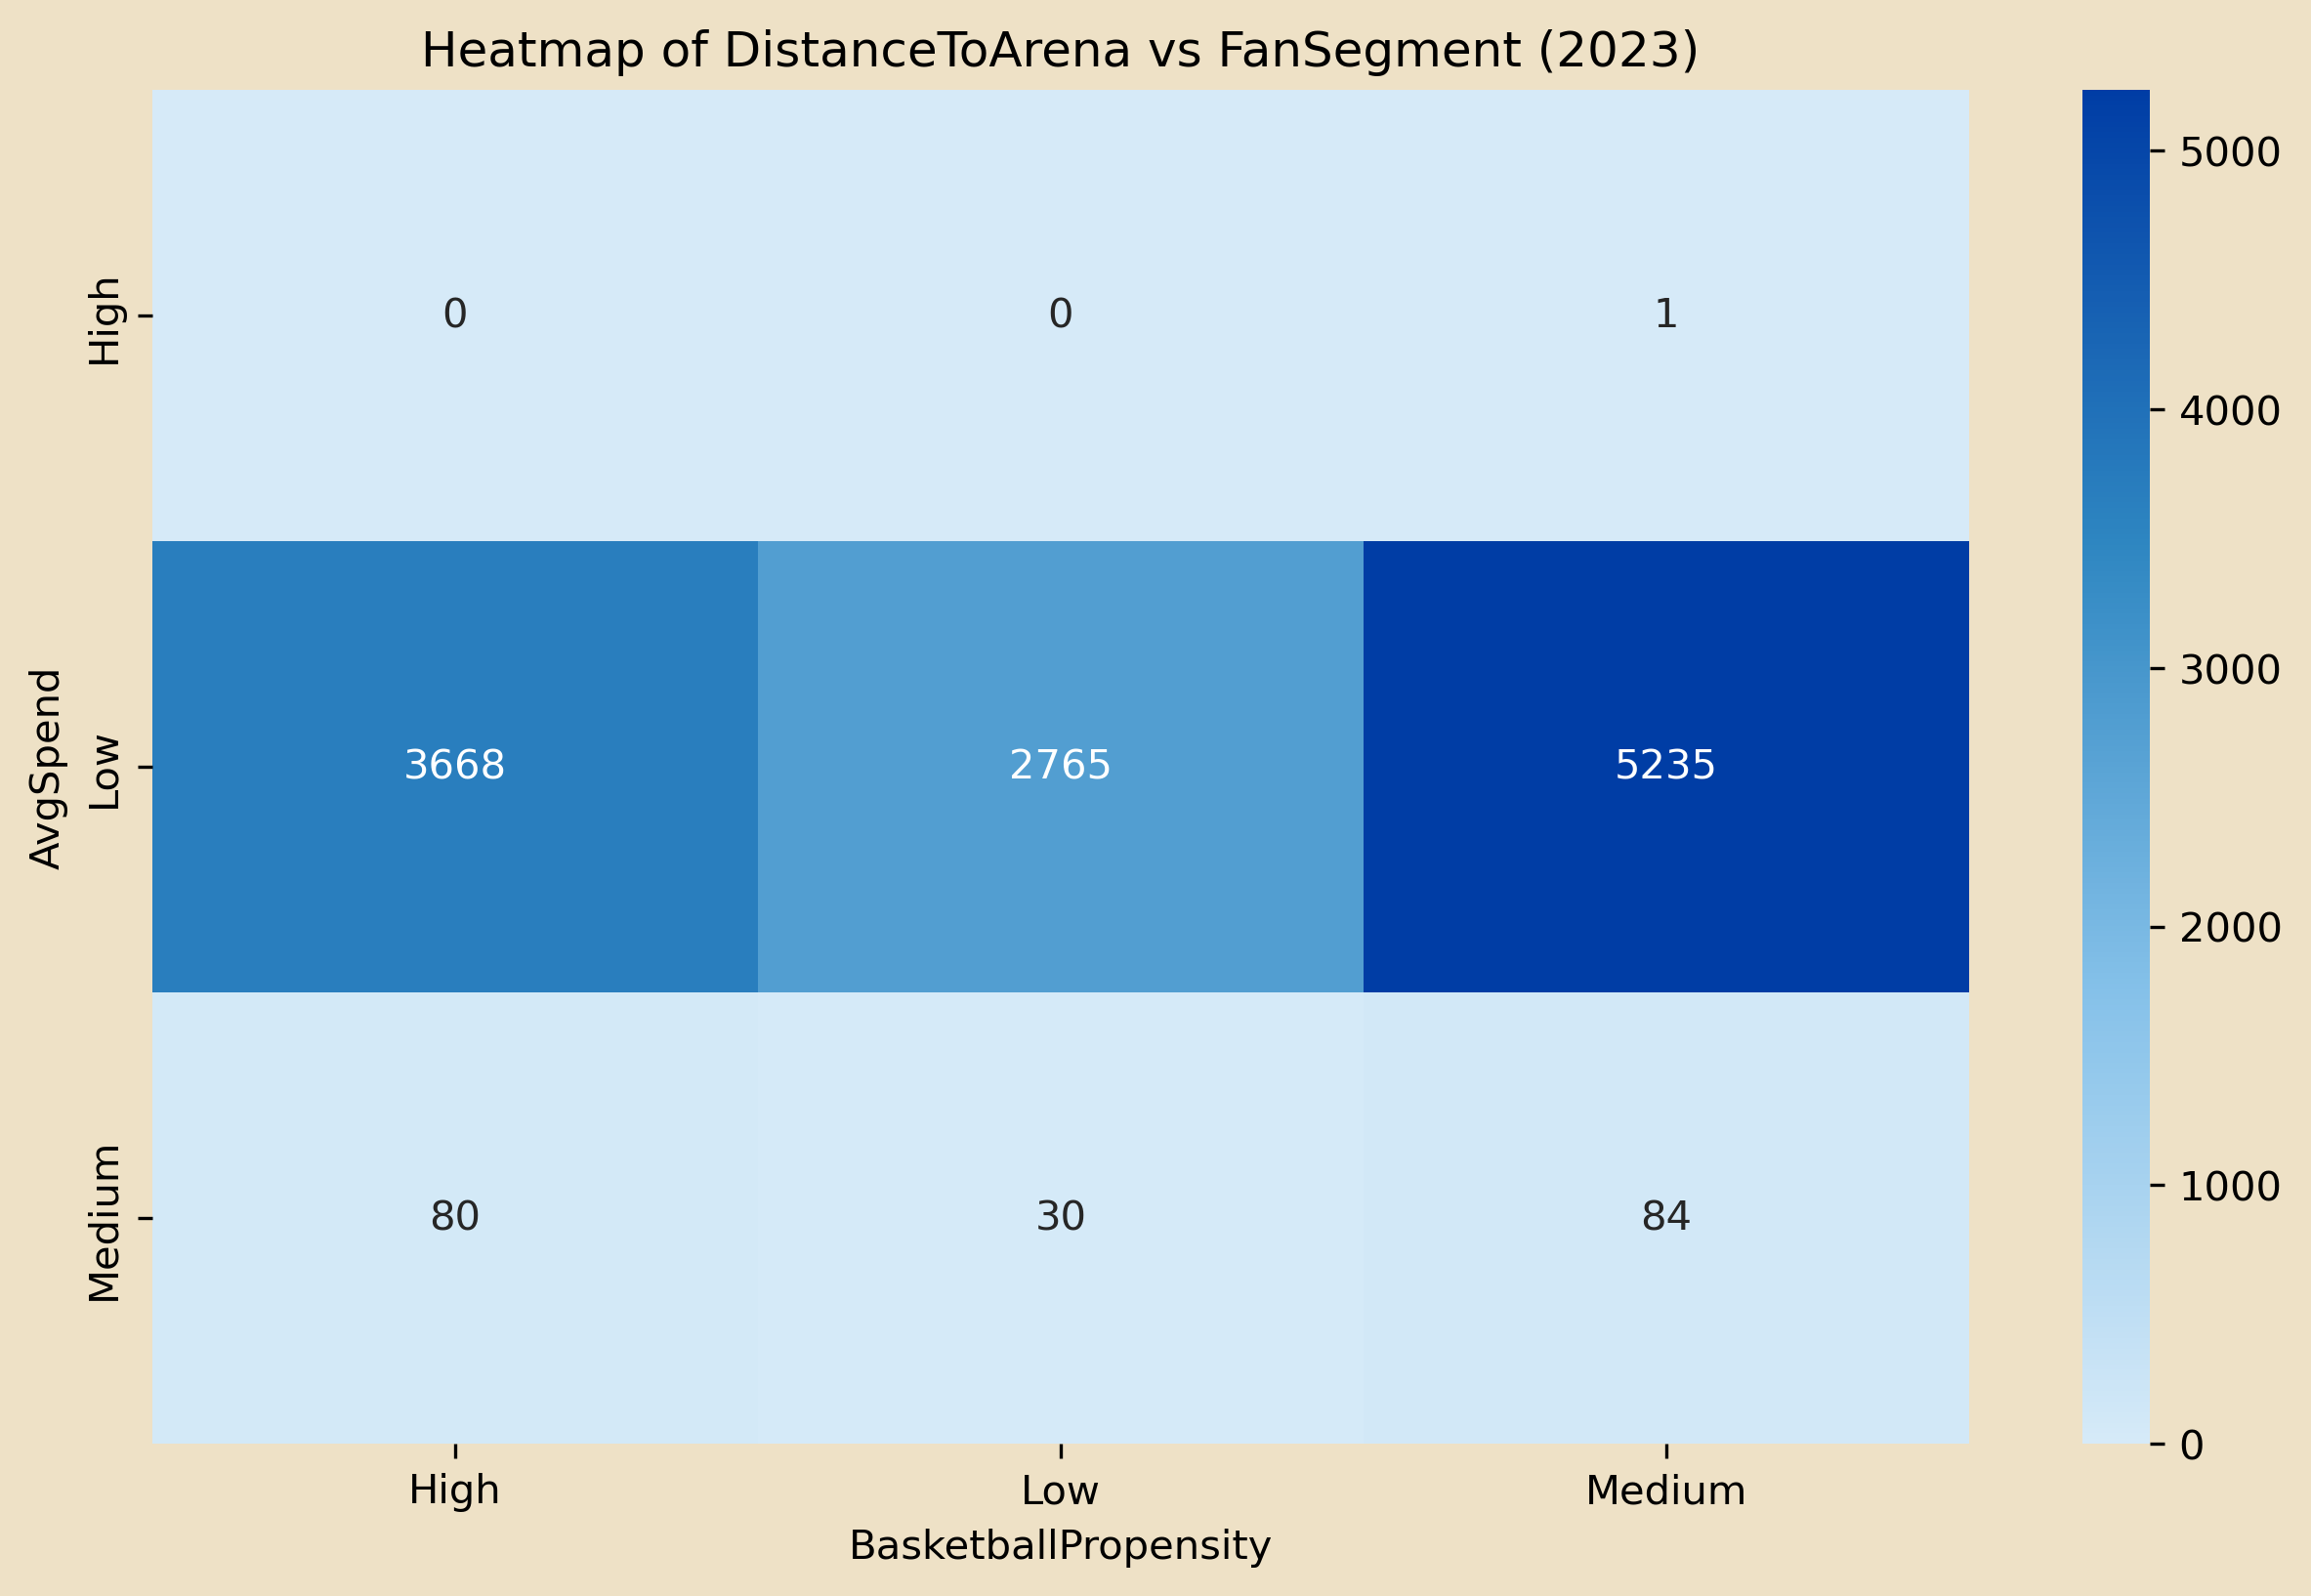 Heatmap of DistanceToArena vs FanSegment (2023)
AvgSpend
High
0 0 1
Low
3668 2765 5235
Medium
80 30 84
High Low Medium
BasketballPropensity
5000
4000
3000
2000
1000
0